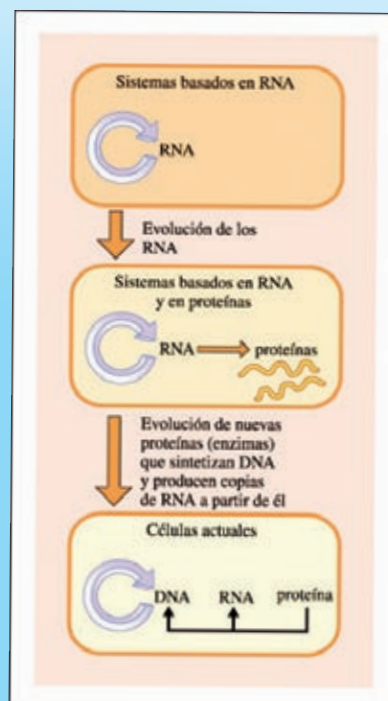 Sistemas basados en RNA
RNA
Evolución de los
RNA
Sistemas basados en RNA
y en proteínas
RNA
proteínas
Evolución de nuevas
proteínas (enzimas)
que sintetizan DNA
y producen copias
de RNA a partir de él
Células actuales
DNA RNA proteína